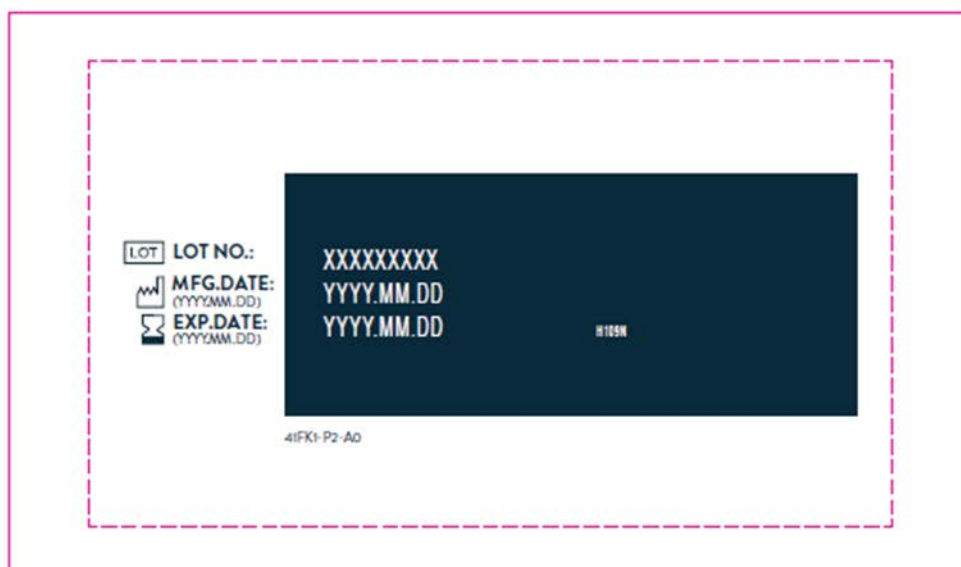 LOT LOT NO.: XXXXXXXXX
MFG.DATE: YYYY.MM.DD
(YYYY.MM.DD)
EXP.DATE: YYYY.MM.DD H109N
(YYYY.MM.DD)
41FK1-P2-A0